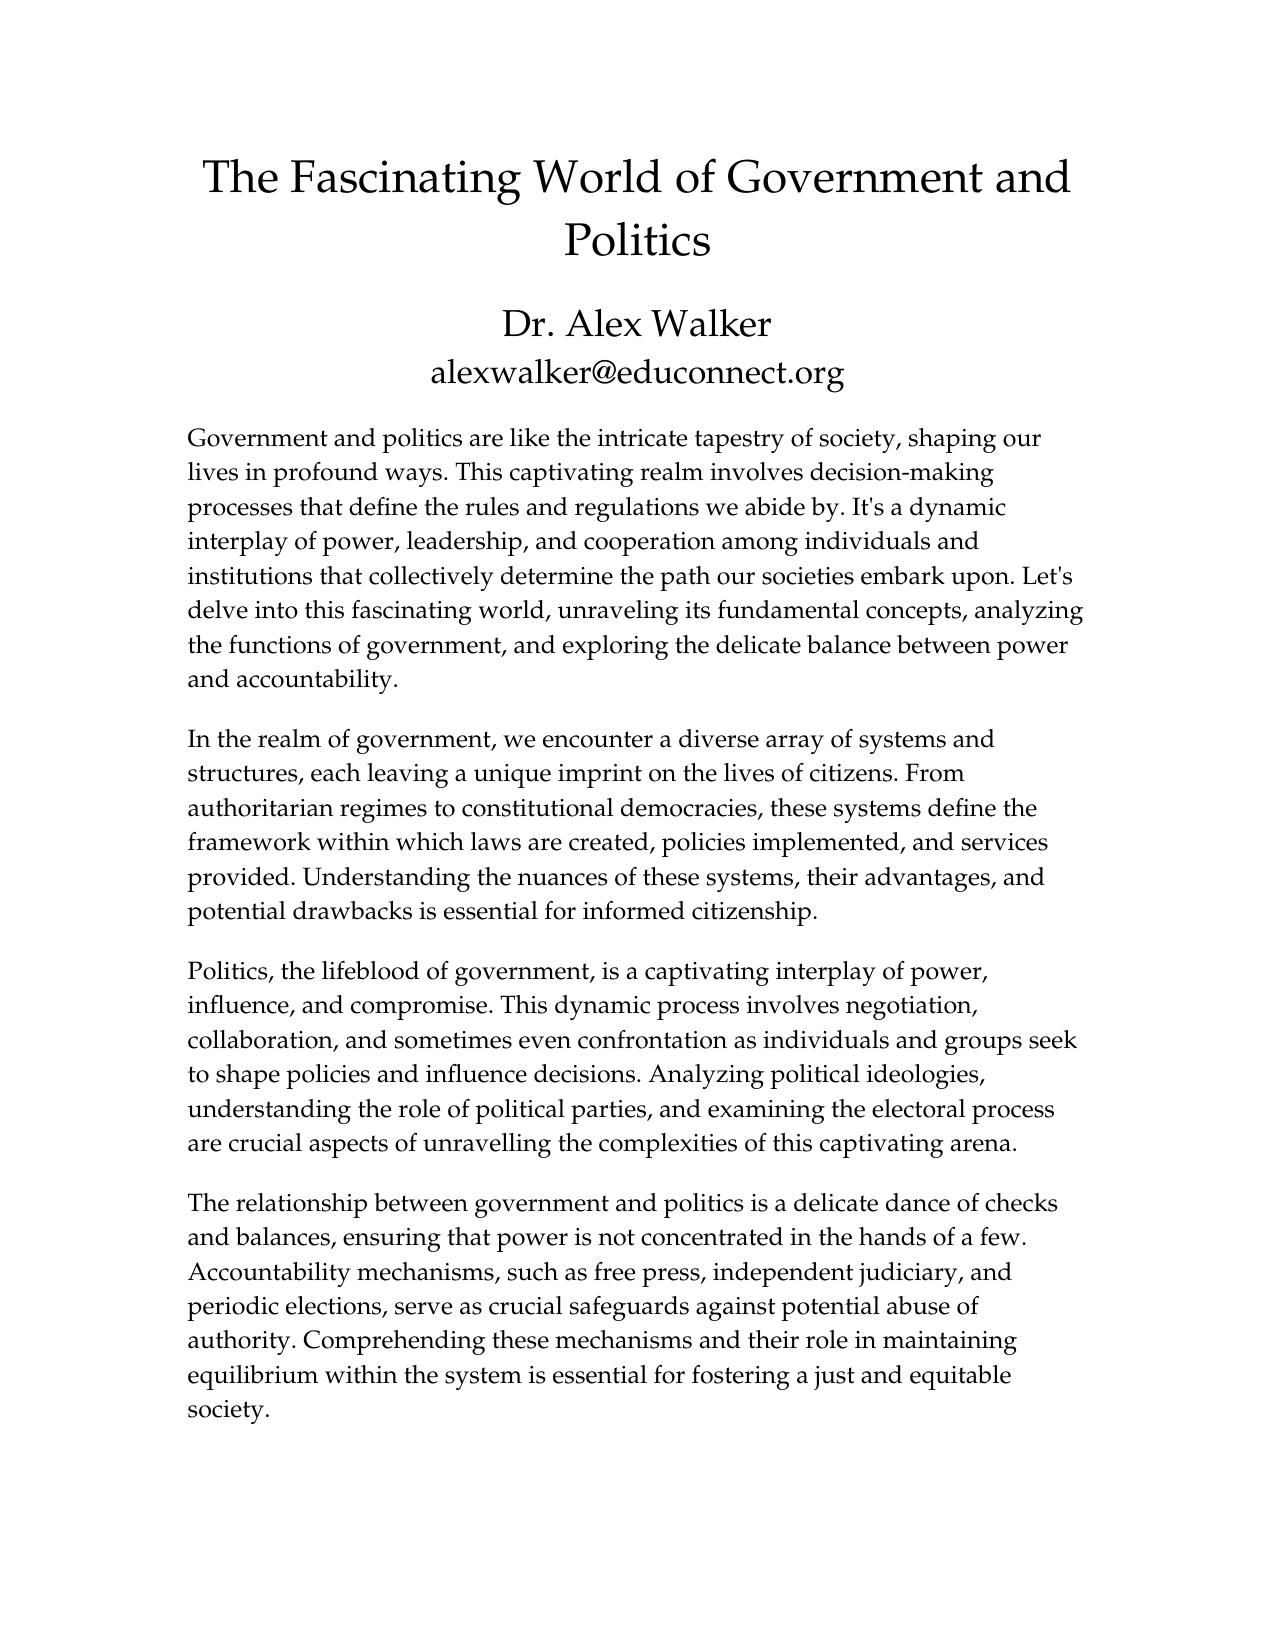 The Fascinating World of Government and
Politics
Dr. Alex Walker
alexwalker@educonnect.org
Government and politics are like the intricate tapestry of society, shaping our
lives in profound ways. This captivating realm involves decision-making
processes that define the rules and regulations we abide by. It's a dynamic
interplay of power, leadership, and cooperation among individuals and
institutions that collectively determine the path our societies embark upon. Let's
delve into this fascinating world, unraveling its fundamental concepts, analyzing
the functions of government, and exploring the delicate balance between power
and accountability.
In the realm of government, we encounter a diverse array of systems and
structures, each leaving a unique imprint on the lives of citizens. From
authoritarian regimes to constitutional democracies, these systems define the
framework within which laws are created, policies implemented, and services
provided. Understanding the nuances of these systems, their advantages, and
potential drawbacks is essential for informed citizenship.
Politics, the lifeblood of government, is a captivating interplay of power,
influence, and compromise. This dynamic process involves negotiation,
collaboration, and sometimes even confrontation as individuals and groups seek
to shape policies and influence decisions. Analyzing political ideologies,
understanding the role of political parties, and examining the electoral process
are crucial aspects of unravelling the complexities of this captivating arena.
The relationship between government and politics is a delicate dance of checks
and balances, ensuring that power is not concentrated in the hands of a few.
Accountability mechanisms, such as free press, independent judiciary, and
periodic elections, serve as crucial safeguards against potential abuse of
authority. Comprehending these mechanisms and their role in maintaining
equilibrium within the system is essential for fostering a just and equitable
society.